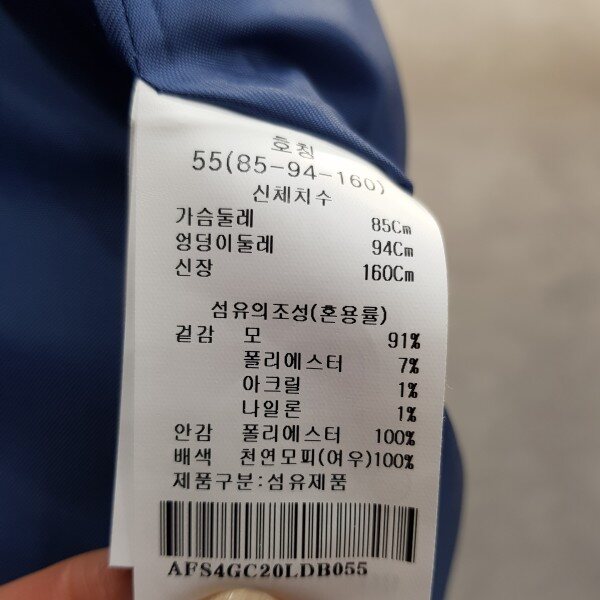 호칭
55(85-94-160)
신체치수
가슴둘레 85Cm
엉덩이둘레 94Cm
신장 160Cm
섬유의조성(혼용률)
겉감 모 91%
폴리에스터 7%
아크릴 1%
나일론 1%
안감 폴리에스터 100%
배색 천연모피(여우)100%
제품구분:섬유제품
AFS4GC20LDB055